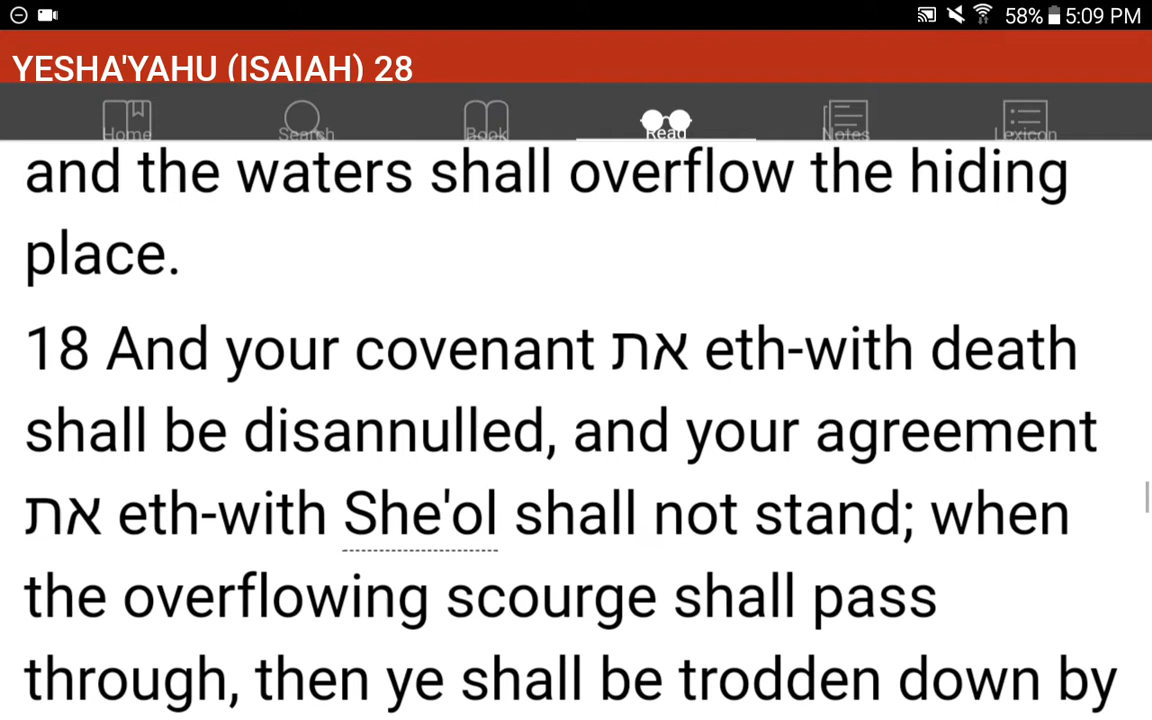 58% 5:09 PM
YESHA'YAHU (ISAIAH) 28
Home Search Book Read Notes Lexicon
and the waters shall overflow the hiding
place.
18 And your covenant את eth-with death
shall be disannulled, and your agreement
את eth-with She'ol shall not stand; when
the overflowing scourge shall pass
through, then ye shall be trodden down by